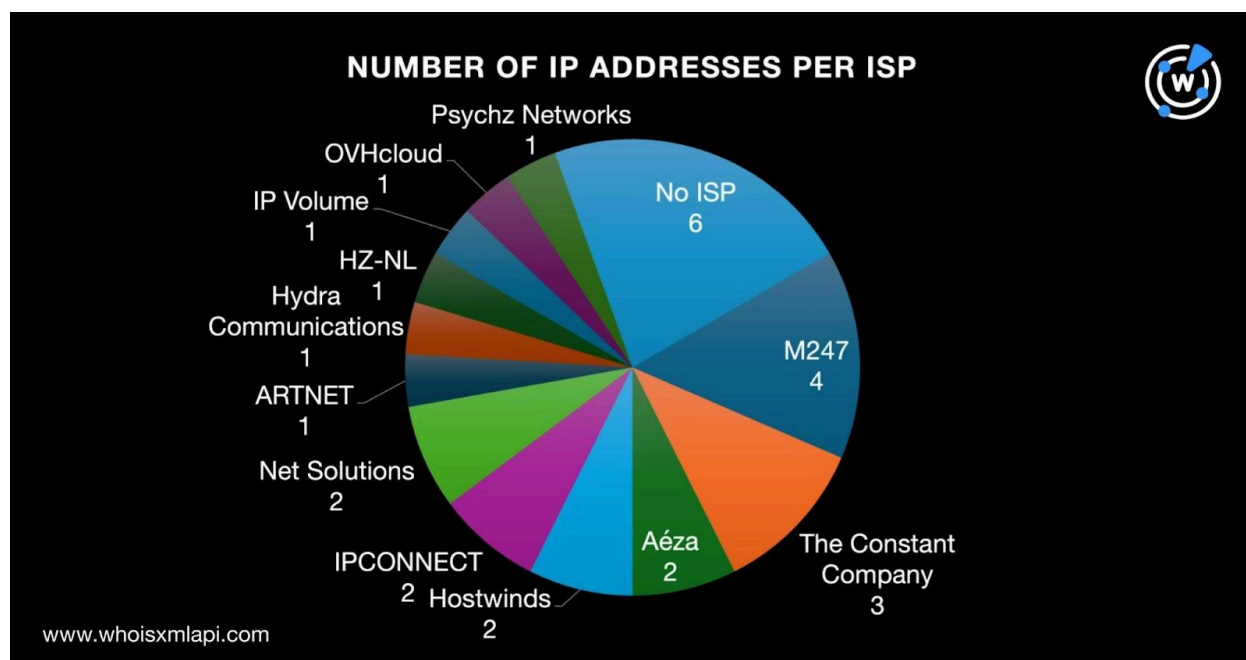 NUMBER OF IP ADDRESSES PER ISP
W
Psychz Networks
1
OVHcloud
1
IP Volume
1
HZ-NL
1
Hydra
Communications
1
ARTNET
1
Net Solutions
2
IPCONNECT
2
Hostwinds
2
Aéza
2
The Constant
Company
3
M247
4
No ISP
6
www.whoisxmlapi.com